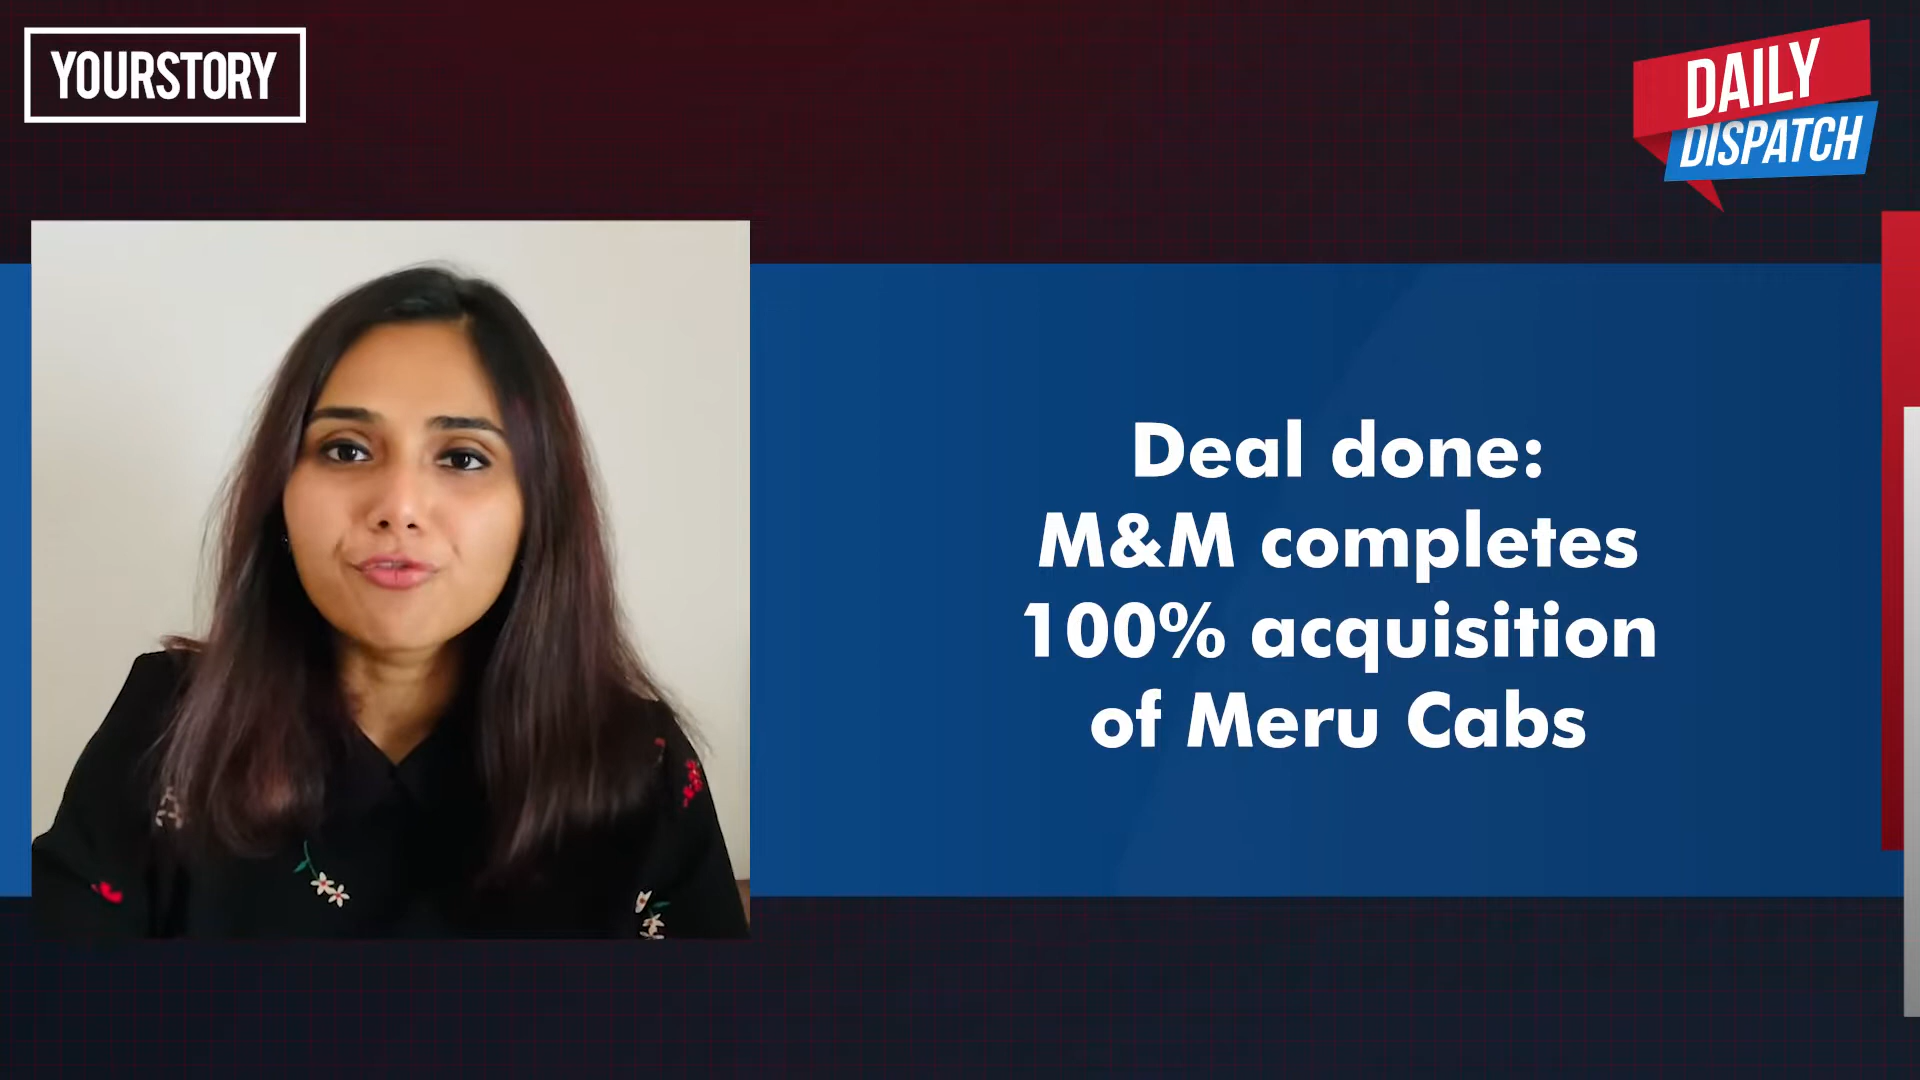 YOURSTORY
DAILY
DISPATCH
Deal done:
M&M completes
100% acquisition
of Meru Cabs